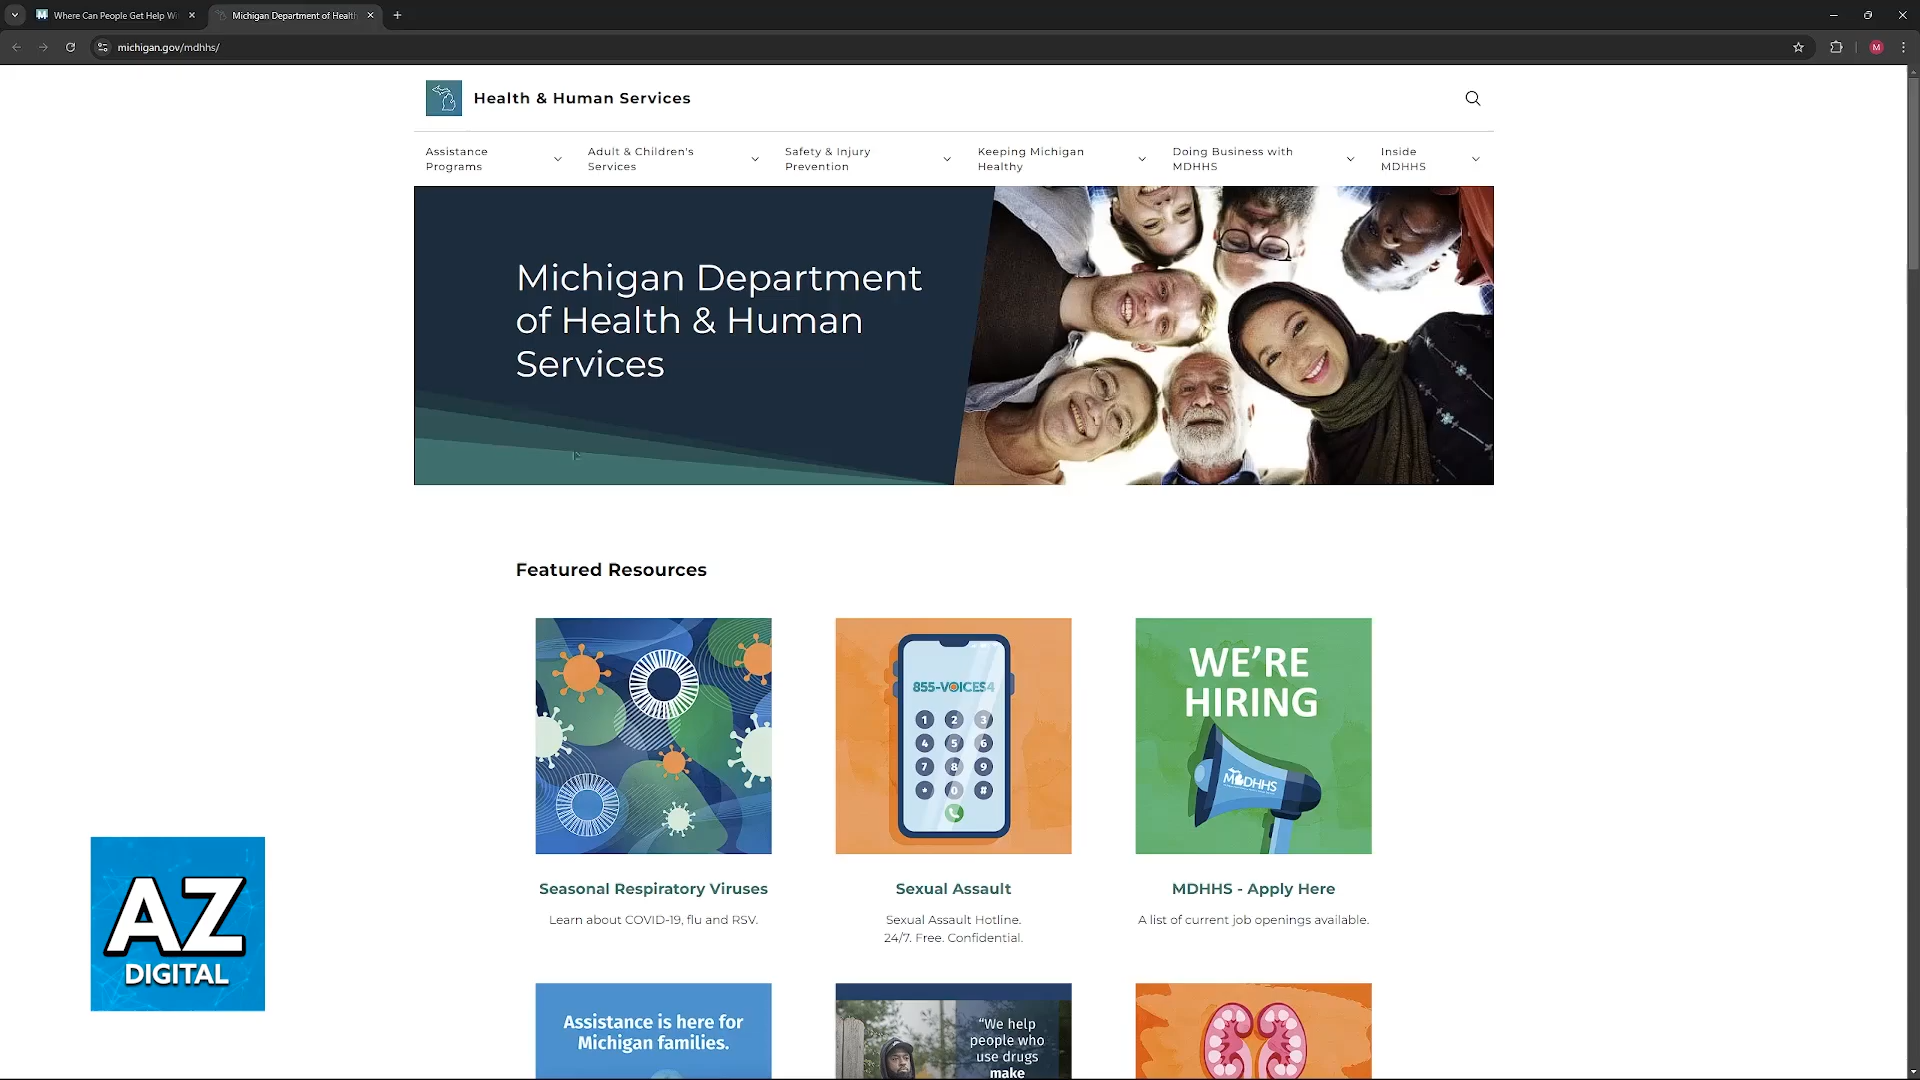 Where Can People Get Help Wi
Michigan Department of Health
michigan.gov/mdhhs/
M
Health & Human Services
Assistance
Programs
Adult & Children's
Services
Safety & Injury
Prevention
Keeping Michigan
Healthy
Doing Business with
MDHHS
Inside
MDHHS
Michigan Department
of Health & Human
Services
Featured Resources
855-VOICES4
1 2 3
4 5 6
7 8 9
* 0 #
WE'RE
HIRING
MDHHS
Seasonal Respiratory Viruses
Learn about COVID-19, flu and RSV.
Sexual Assault
Sexual Assault Hotline.
24/7. Free. Confidential.
MDHHS - Apply Here
A list of current job openings available.
Assistance is here for
Michigan families.
“We help
people who
use drugs
make
AZ
DIGITAL